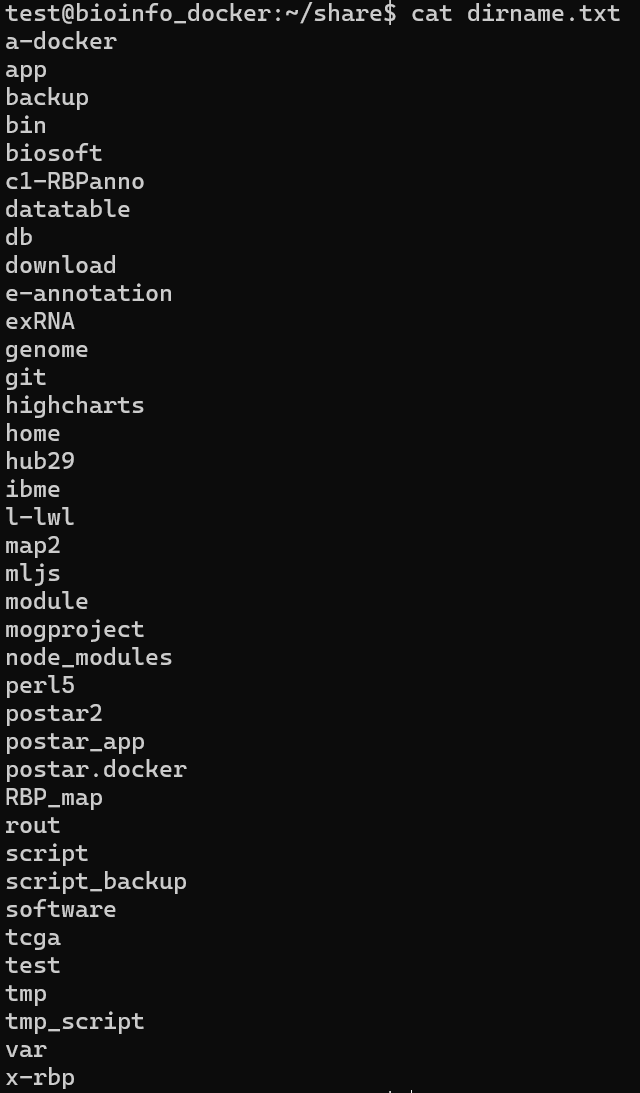 test@bioinfo_docker:~/share$ cat dirname.txt
a-docker
app
backup
bin
biosoft
c1-RBPanno
datatable
db
download
e-annotation
exRNA
genome
git
highcharts
home
hub29
ibme
l-lwl
map2
mljs
module
mogproject
node_modules
perl5
postar2
postar_app
postar.docker
RBP_map
rout
script
script_backup
software
tcga
test
tmp
tmp_script
var
x-rbp